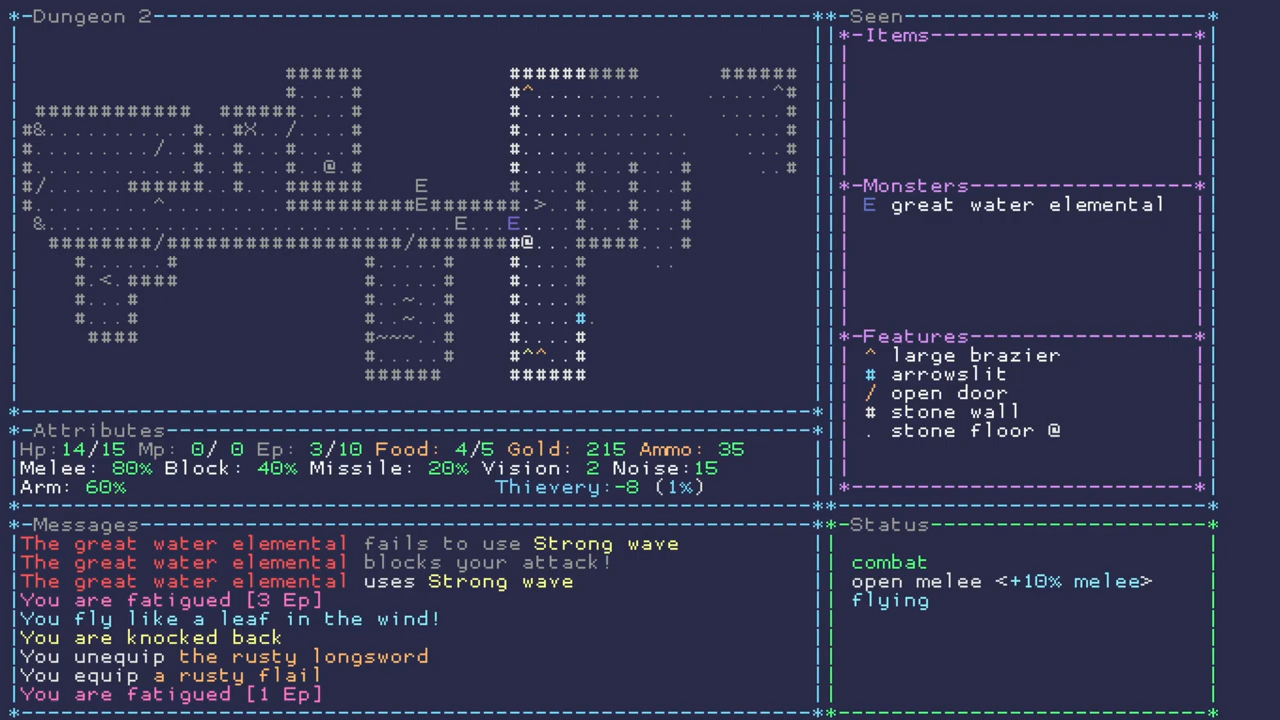 Dungeon 2
Seen
Items
###### ########## ######
#....# #^.......... .....^#
############ ######....# #............ .....#
#&...........#..#X../....# #............. ....#
#........./..#..#...#....# #............. ...#
#............#..#...#..@.# #....#...#...# ..#
#/......######..#...###### E #....#...#...#
Monsters
E great water elemental
#.........^.........##########E#######.>..#...#...#
&................................E...E....#...#...#
########/###################/########@...#####....#
#......# #.....# #....# ..
#.<.#### #.....# #....#
#...# #..~..# #....#
#...# #..~..# #....#.
#### #~~~..# #^^..#
#.....# ######
######
Features
^ large brazier
# arrowslit
/ open door
# stone wall
. stone floor @
Attributes
Hp:14/15 Mp: 0/ 0 Ep: 3/10 Food: 4/5 Gold: 215 Ammo: 35
Melee: 80% Block: 40% Missile: 20% Vision: 2 Noise:15
Arm: 60% Thievery:-8 (1%)
Messages
The great water elemental fails to use Strong wave
The great water elemental blocks your attack!
The great water elemental uses Strong wave
You are fatigued [3 Ep]
You fly like a leaf in the wind!
You are knocked back
You unequip the rusty longsword
You equip a rusty flail
You are fatigued [1 Ep]
Status
combat
open melee <+10% melee>
flying